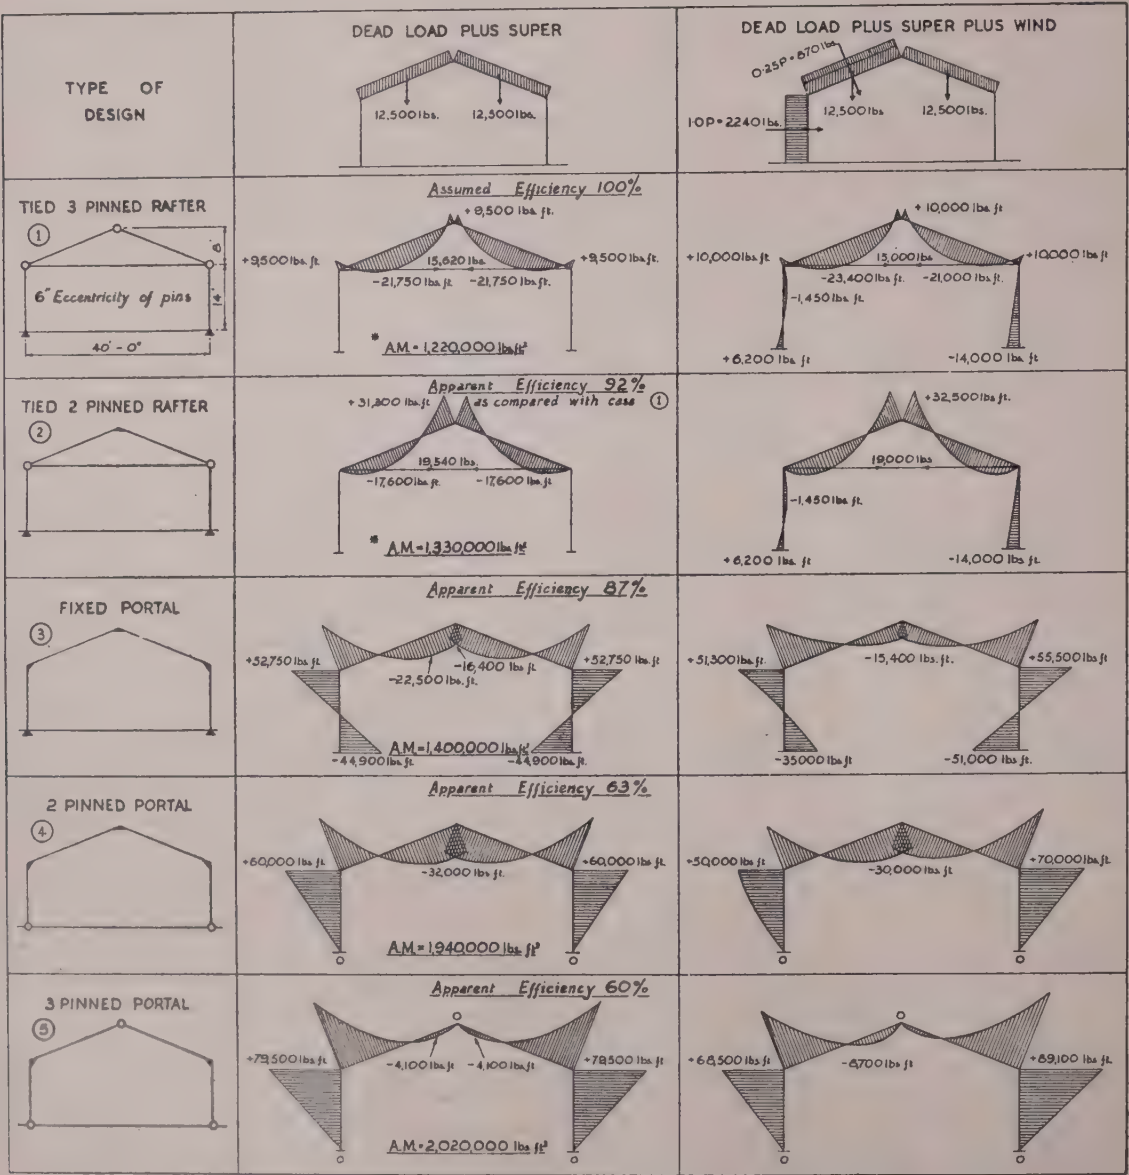 TYPE OF
DESIGN
DEAD LOAD PLUS SUPER
12,500 lbs. 12,500 lbs.
DEAD LOAD PLUS SUPER PLUS WIND
0·25P = 870 lbs.
1·0P = 2240 lbs.
12,500 lbs. 12,500 lbs.
TIED 3 PINNED RAFTER
1
8'
14'
6" Eccentricity of pins
40' - 0"
Assumed Efficiency 100%
+9,500 lbs. ft.
+9,500 lbs. ft
15,620 lbs.
+9,500 lbs. ft
-21,750 lbs ft. -21,750 lbs. ft.
* A.M. = 1,220,000 lbs ft²
+10,000 lbs. ft
+10,000 lbs ft
15,000 lbs
+10,000 lbs ft
-23,400 lbs ft. -21,000 lbs. ft
-1,450 lbs ft.
+6,200 lbs ft
-14,000 lbs ft
TIED 2 PINNED RAFTER
2
Apparent Efficiency 92%
as compared with case 1
+31,300 lbs. ft
19,540 lbs.
-17,600 lbs. ft. -17,600 lbs. ft
* A.M. = 1,330,000 lbs ft²
+32,500 lbs. ft.
19,000 lbs
-1,450 lbs ft.
+6,200 lbs ft
-14,000 lbs ft.
FIXED PORTAL
3
Apparent Efficiency 87%
+52,750 lbs ft.
+52,750 lbs ft
-16,400 lbs ft
-22,500 lbs. ft.
A.M. = 1,400,000 lbs ft²
-44,900 lbs ft. -44,900 lbs ft.
+51,300 lbs ft.
-15,400 lbs. ft.
+55,500 lbs ft
-35000 lbs ft
-51,000 lbs ft
2 PINNED PORTAL
4
Apparent Efficiency 63%
+60,000 lbs ft
+60,000 lbs ft
-32,000 lbs ft
A.M. = 1,940,000 lbs ft²
+50,000 lbs ft
+70,000 lbs ft
-30,000 lbs ft
3 PINNED PORTAL
5
Apparent Efficiency 60%
+79,500 lbs ft
-4,100 lbs ft -4,100 lbs ft
+79,500 lbs ft
A.M. = 2,020,000 lbs ft²
+68,500 lbs ft
-8,700 lbs ft
+89,100 lbs ft